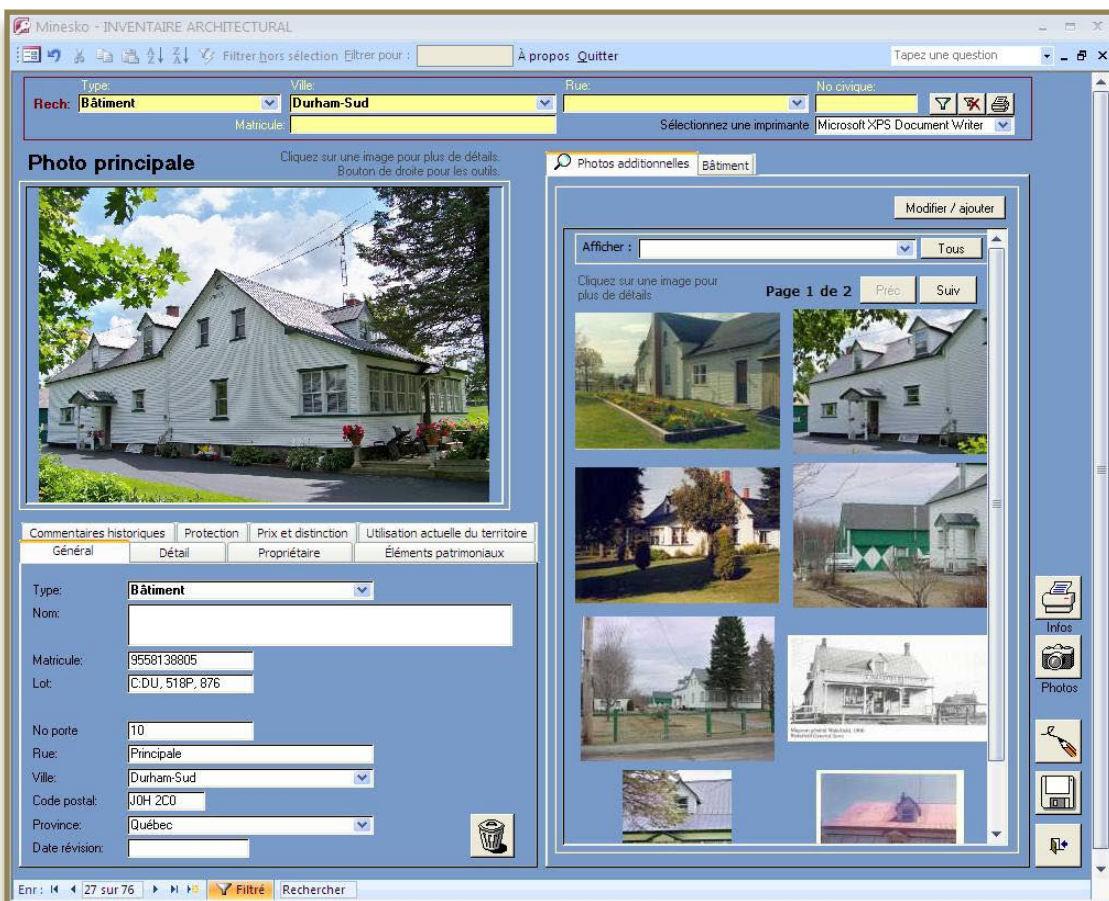 Minesko - INVENTAIRE ARCHITECTURAL
Filtrer hors sélection Filtrer pour : À propos Quitter Tapez une question
Type: Ville: Rue: No civique:
Rech: Bâtiment Durham-Sud
Matricule: Sélectionnez une imprimante Microsoft XPS Document Writer
Photo principale
Cliquez sur une image pour plus de détails.
Bouton de droite pour les outils.
Photos additionnelles Bâtiment
Modifier / ajouter
Afficher : Tous
Cliquez sur une image pour
plus de détails
Page 1 de 2 Préc Suiv
Magasin général Wakefield, 1908
Commentaires historiques Protection Prix et distinction Utilisation actuelle du territoire
Général Détail Propriétaire Éléments patrimoniaux
Type: Bâtiment
Nom:
Matricule: 9558138805
Lot: C:DU, 518P, 876
No porte 10
Rue: Principale
Ville: Durham-Sud
Code postal: J0H 2C0
Province: Québec
Date révision:
Infos
Photos
Enr : 27 sur 76 Filtré Rechercher